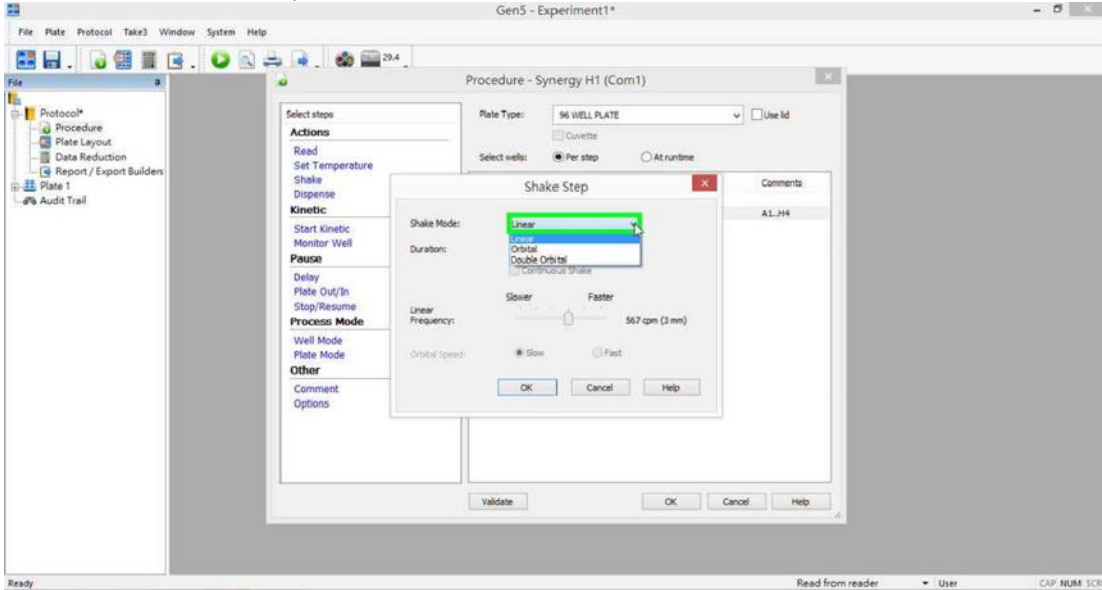 Gen5 - Experiment1*
File Plate Protocol Take3 Window System Help
29.4
File
Protocol*
Procedure
Plate Layout
Data Reduction
Report / Export Builders
Plate 1
Audit Trail
Procedure - Synergy H1 (Com1)
Select steps
Actions
Read
Set Temperature
Shake
Dispense
Kinetic
Start Kinetic
Monitor Well
Pause
Delay
Plate Out/In
Stop/Resume
Process Mode
Well Mode
Plate Mode
Other
Comment
Options
Plate Type: 96 WELL PLATE Use lid
Cuvette
Select wells: Per step At runtime
Comments
A1..H4
Shake Step
Shake Mode: Linear
Linear
Orbital
Double Orbital
Duration:
Continuous Shake
Slower Faster
Linear Frequency: 567 cpm (3 mm)
Orbital Speed: Slow Fast
OK Cancel Help
Validate OK Cancel Help
Ready Read from reader User CAP NUM SCR